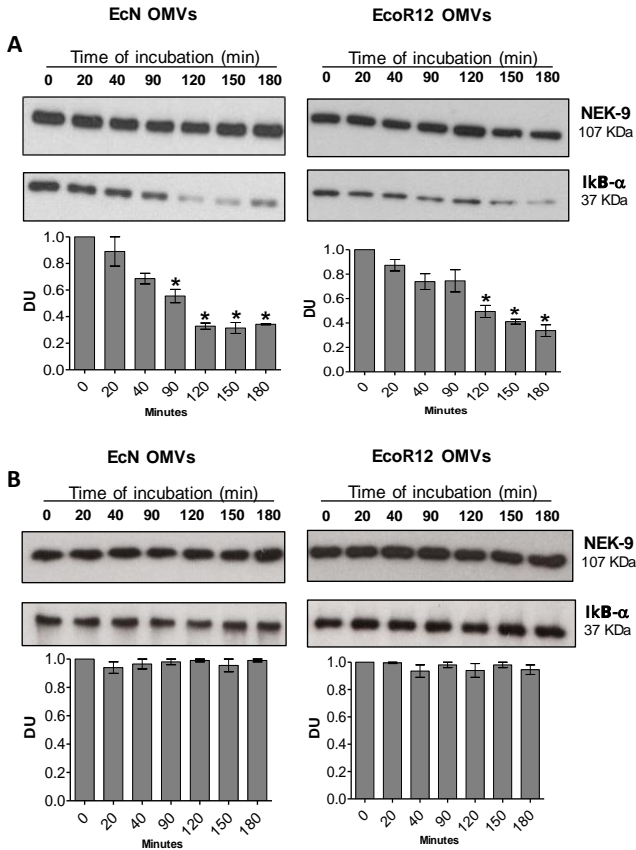 EcN OMVs
EcoR12 OMVs
A
Time of incubation (min)
Time of incubation (min)
0 20 40 90 120 150 180
0 20 40 90 120 150 180
NEK-9
107 KDa
IkB-α
37 KDa
1.0
0.8
0.6
0.4
0.2
0.0
DU
* * * *
0 20 40 90 120 150 180
Minutes
1.0
0.8
0.6
0.4
0.2
0.0
DU
* * *
0 20 40 90 120 150 180
Minutes
EcN OMVs
EcoR12 OMVs
B
Time of incubation (min)
Time of incubation (min)
0 20 40 90 120 150 180
0 20 40 90 120 150 180
NEK-9
107 KDa
IkB-α
37 KDa
1.0
0.8
0.6
0.4
0.2
0.0
DU
0 20 40 90 120 150 180
Minutes
1.0
0.8
0.6
0.4
0.2
0.0
DU
0 20 40 90 120 150 180
Minutes